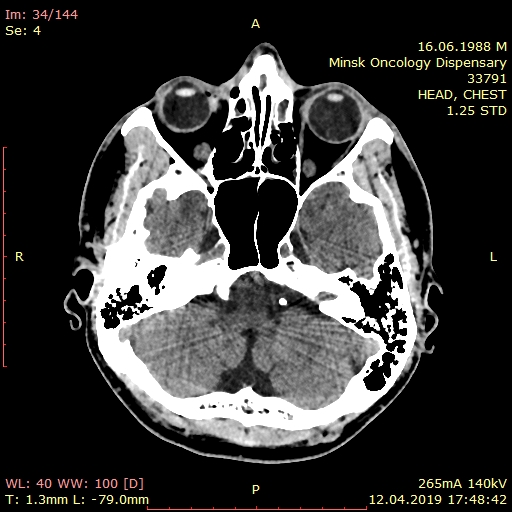 Im: 34/144
Se: 4
A
16.06.1988 M
Minsk Oncology Dispensary
33791
HEAD, CHEST
1.25 STD
R
L
WL: 40 WW: 100 [D]
T: 1.3mm L: -79.0mm
P
265mA 140kV
12.04.2019 17:48:42